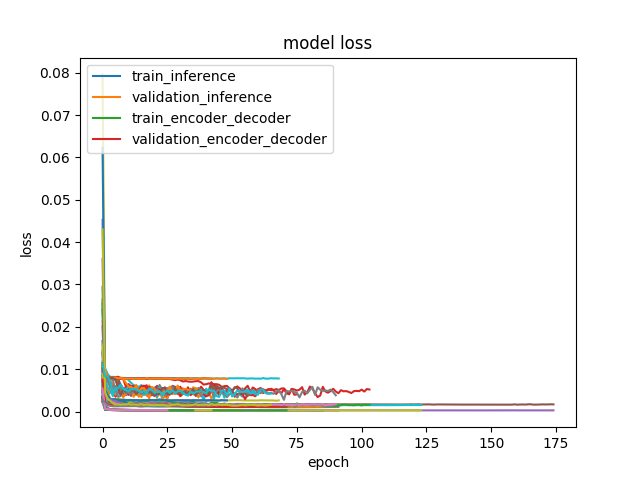 model loss
train_inference
validation_inference
train_encoder_decoder
validation_encoder_decoder
0.08
0.07
0.06
0.05
0.04
0.03
0.02
0.01
0.00
loss
0 25 50 75 100 125 150 175
epoch